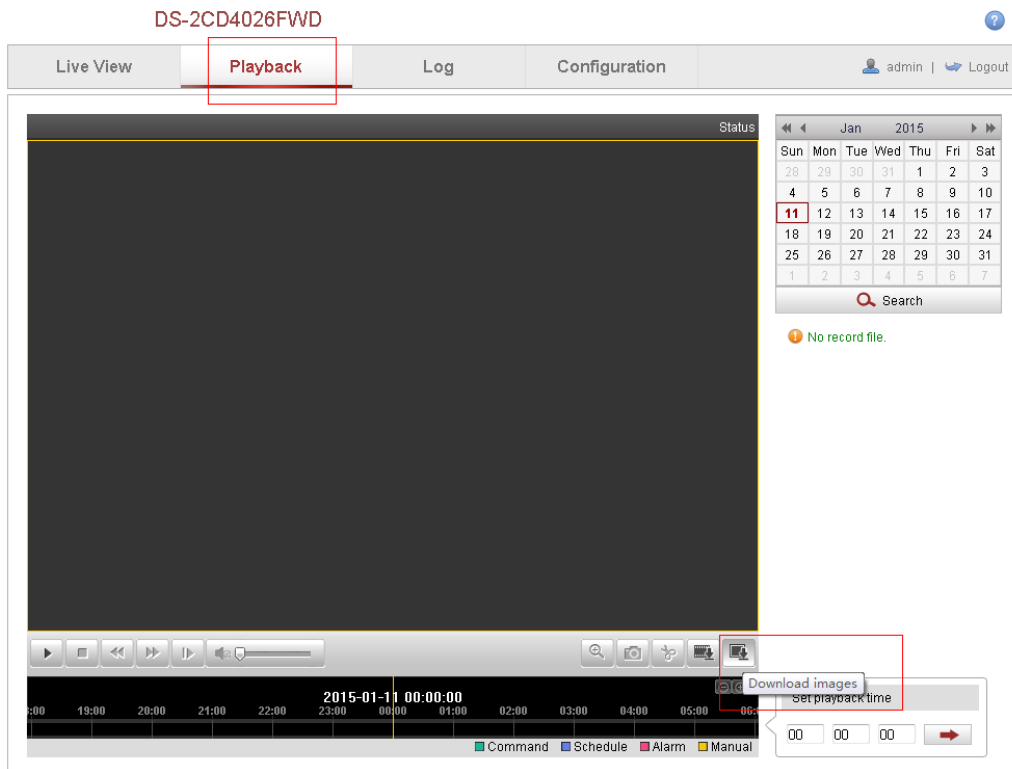 DS-2CD4026FWD
Live View Playback Log Configuration admin | Logout
Status
Jan 2015
Sun Mon Tue Wed Thu Fri Sat
28 29 30 31 1 2 3
4 5 6 7 8 9 10
11 12 13 14 15 16 17
18 19 20 21 22 23 24
25 26 27 28 29 30 31
1 2 3 4 5 6 7
Search
No record file.
Download images
Set playback time
2015-01-11 00:00:00
:00 19:00 20:00 21:00 22:00 23:00 00:00 01:00 02:00 03:00 04:00 05:00 06:
00 00 00
Command Schedule Alarm Manual